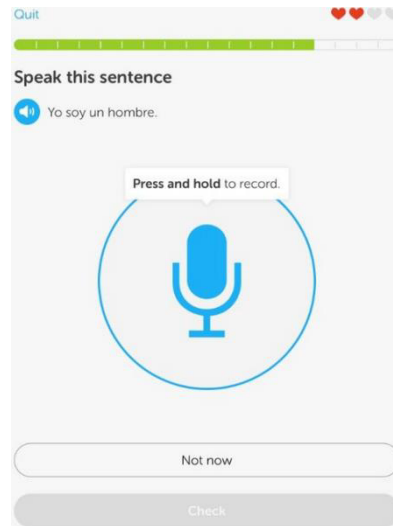 Quit
Speak this sentence
Yo soy un hombre.
Press and hold to record.
Not now
Check